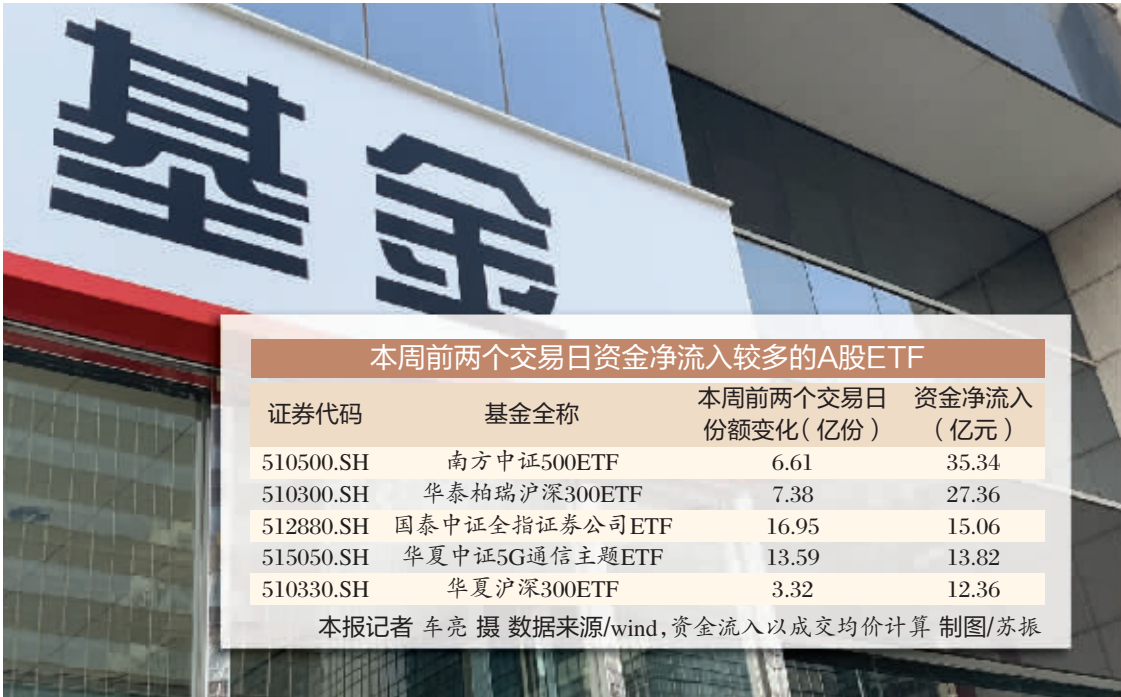 基金
本周前两个交易日资金净流入较多的A股ETF
证券代码 基金全称 本周前两个交易日份额变化（亿份） 资金净流入（亿元）
510500.SH 南方中证500ETF 6.61 35.34
510300.SH 华泰柏瑞沪深300ETF 7.38 27.36
512880.SH 国泰中证全指证券公司ETF 16.95 15.06
515050.SH 华夏中证5G通信主题ETF 13.59 13.82
510330.SH 华夏沪深300ETF 3.32 12.36
本报记者 车亮 摄 数据来源/wind,资金流入以成交均价计算 制图/苏振